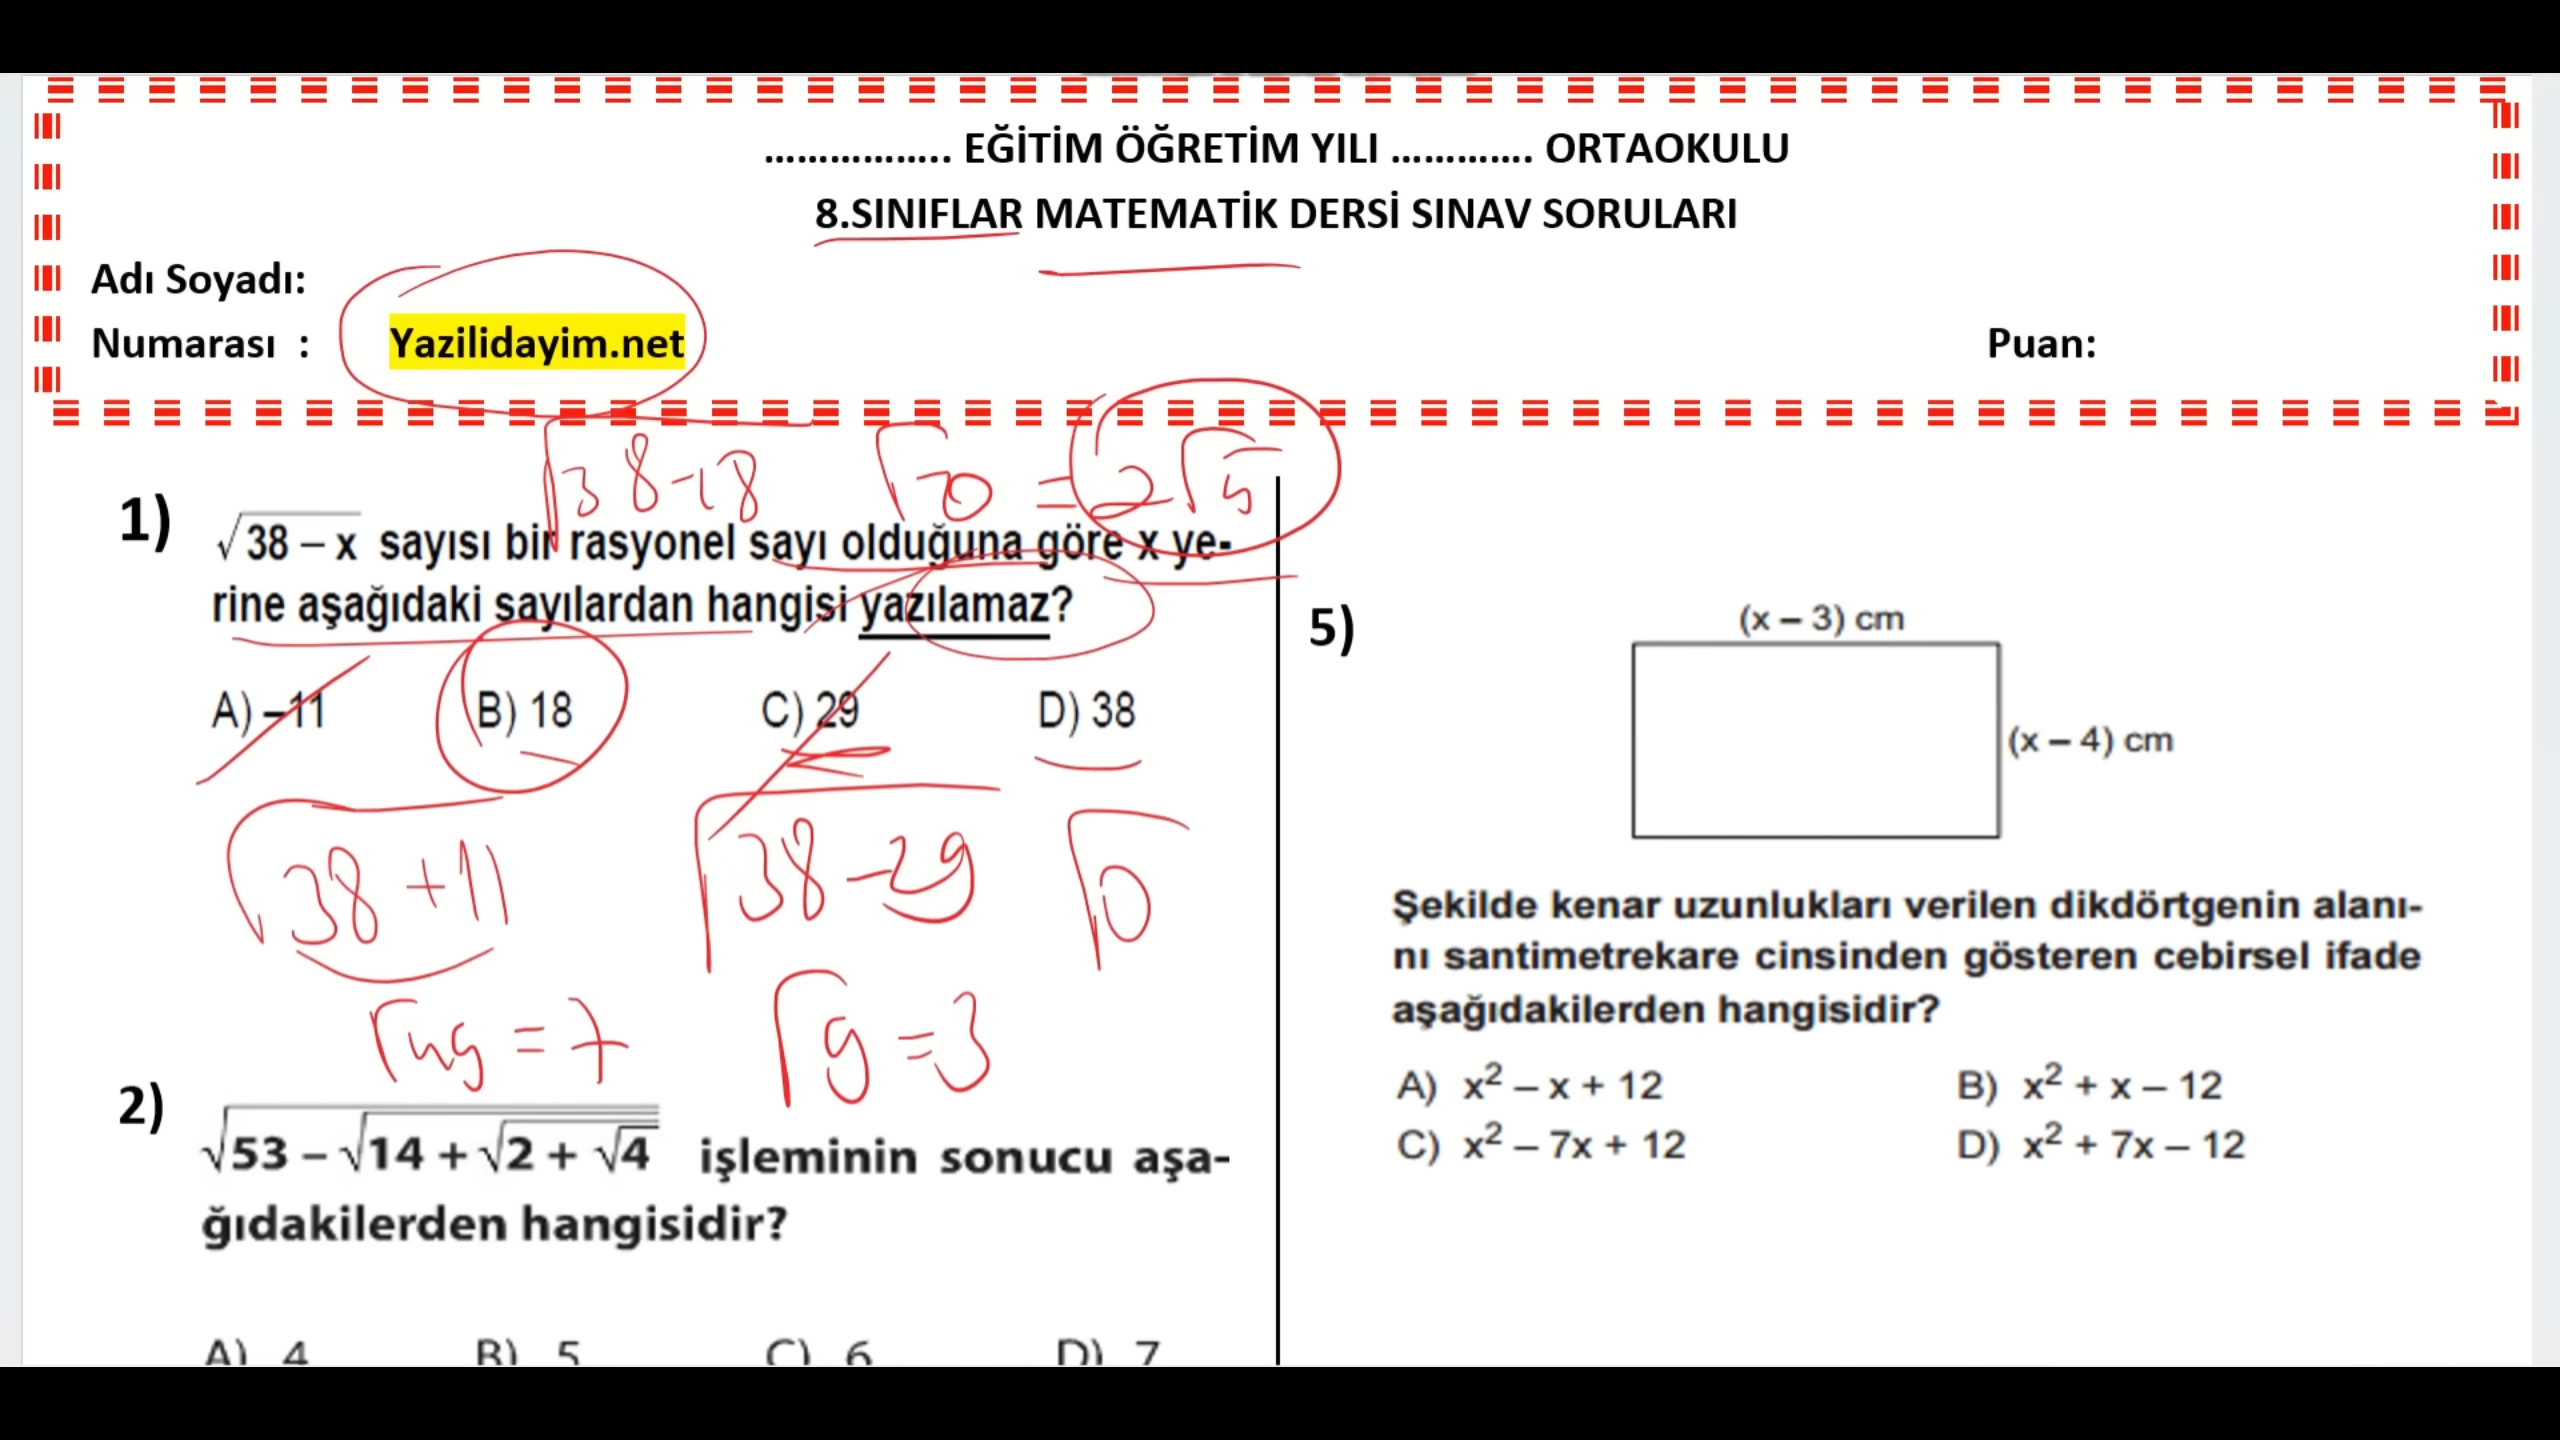 ................. EĞİTİM ÖĞRETİM YILI ............. ORTAOKULU
8.SINIFLAR MATEMATİK DERSİ SINAV SORULARI
Adı Soyadı:
Numarası : Yazilidayim.net Puan:
√38-18 √20 = 2√5
1) √38 – x sayısı bir rasyonel sayı olduğuna göre x ye-
rine aşağıdaki sayılardan hangisi yazılamaz?
A) –11 B) 18 C) 29 D) 38
√38+11 √38-29 √0
√49 = 7 √9 = 3
2) √53 – √14 + √2 + √4 işleminin sonucu aşa-
ğıdakilerden hangisidir?
A) 4 B) 5 C) 6 D) 7
5) (x – 3) cm
(x – 4) cm
Şekilde kenar uzunlukları verilen dikdörtgenin alanı-
nı santimetrekare cinsinden gösteren cebirsel ifade
aşağıdakilerden hangisidir?
A) x² – x + 12 B) x² + x – 12
C) x² – 7x + 12 D) x² + 7x – 12